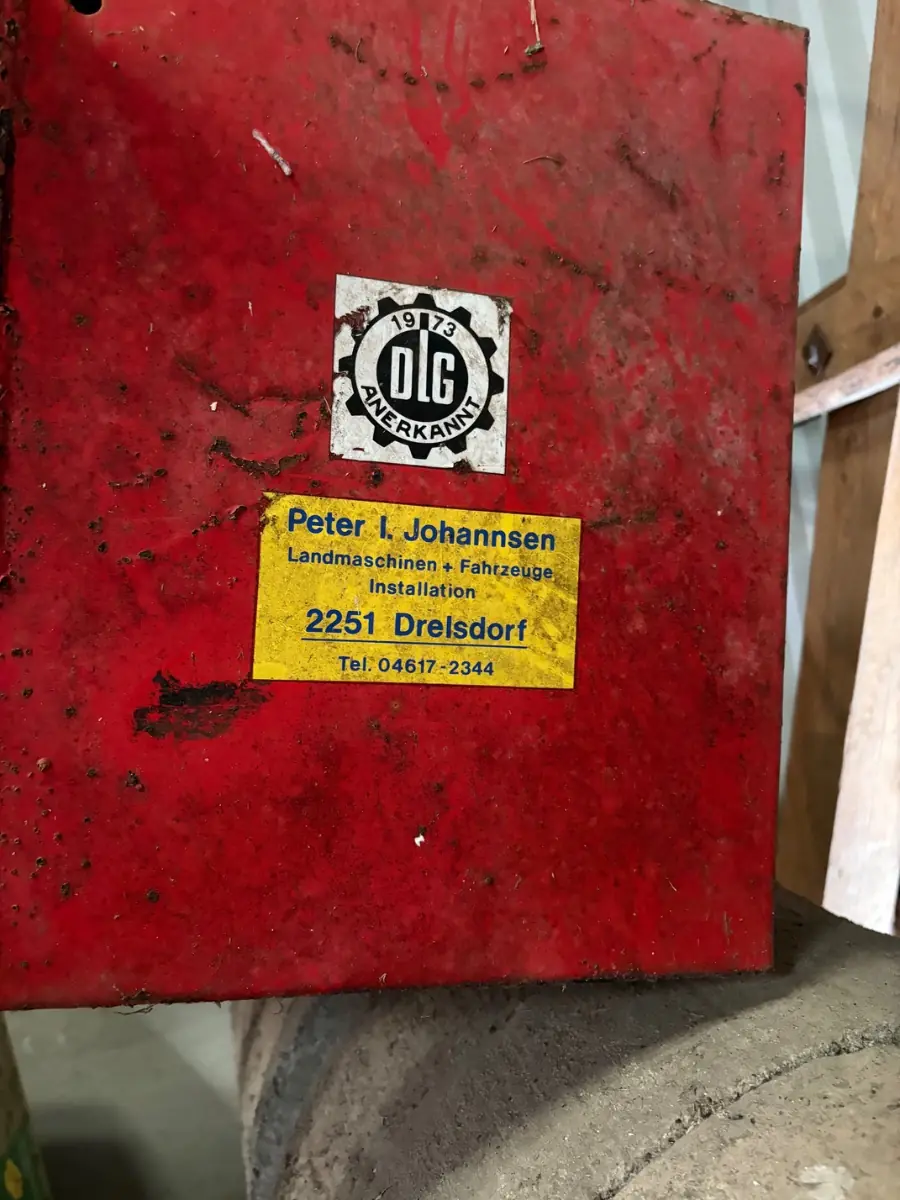 1973
DLG
ANERKANNT
Peter I. Johannsen
Landmaschinen + Fahrzeuge
Installation
2251 Drelsdorf
Tel. 04617-2344